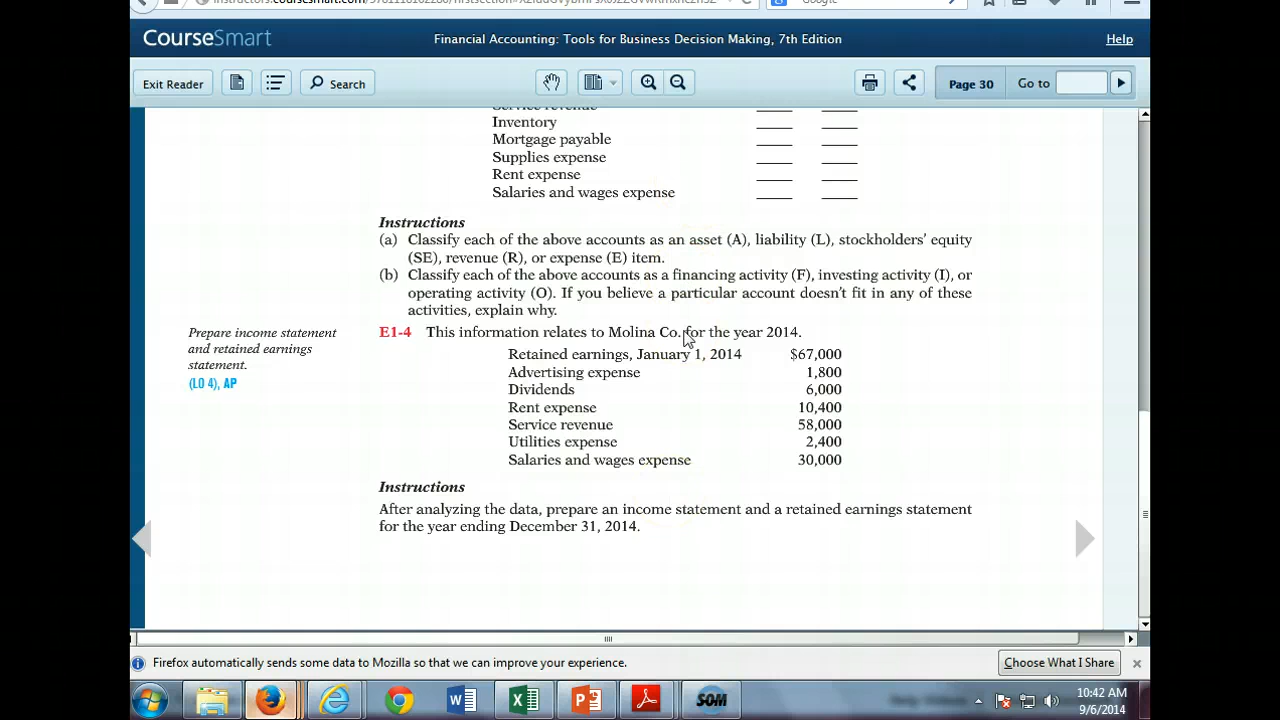 CourseSmart
Financial Accounting: Tools for Business Decision Making, 7th Edition
Help
Exit Reader
Search
Page 30
Go to
Service revenue
Inventory
Mortgage payable
Supplies expense
Rent expense
Salaries and wages expense
Instructions
(a) Classify each of the above accounts as an asset (A), liability (L), stockholders' equity
(SE), revenue (R), or expense (E) item.
(b) Classify each of the above accounts as a financing activity (F), investing activity (I), or
operating activity (O). If you believe a particular account doesn't fit in any of these
activities, explain why.
Prepare income statement
and retained earnings
statement.
(LO 4), AP
E1-4 This information relates to Molina Co. for the year 2014.
Retained earnings, January 1, 2014 $67,000
Advertising expense 1,800
Dividends 6,000
Rent expense 10,400
Service revenue 58,000
Utilities expense 2,400
Salaries and wages expense 30,000
Instructions
After analyzing the data, prepare an income statement and a retained earnings statement
for the year ending December 31, 2014.
Firefox automatically sends some data to Mozilla so that we can improve your experience.
Choose What I Share
SOM
10:42 AM
9/6/2014